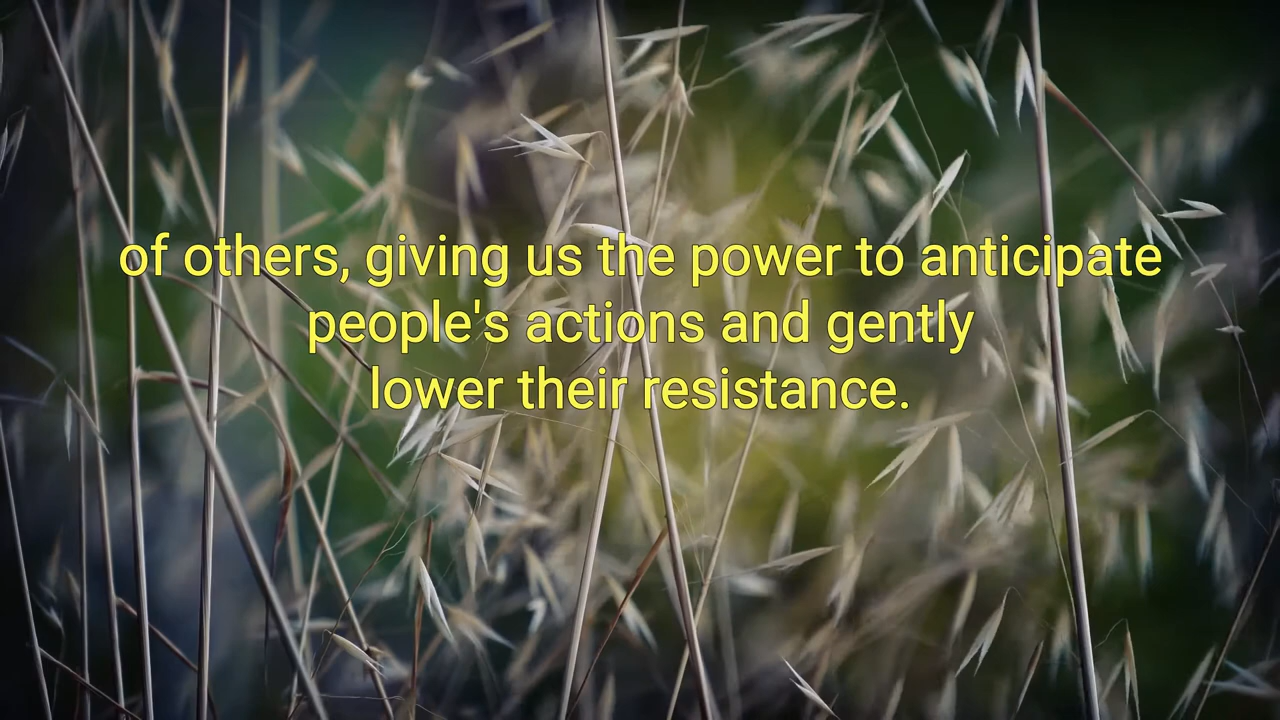 of others, giving us the power to anticipate
people's actions and gently
lower their resistance.